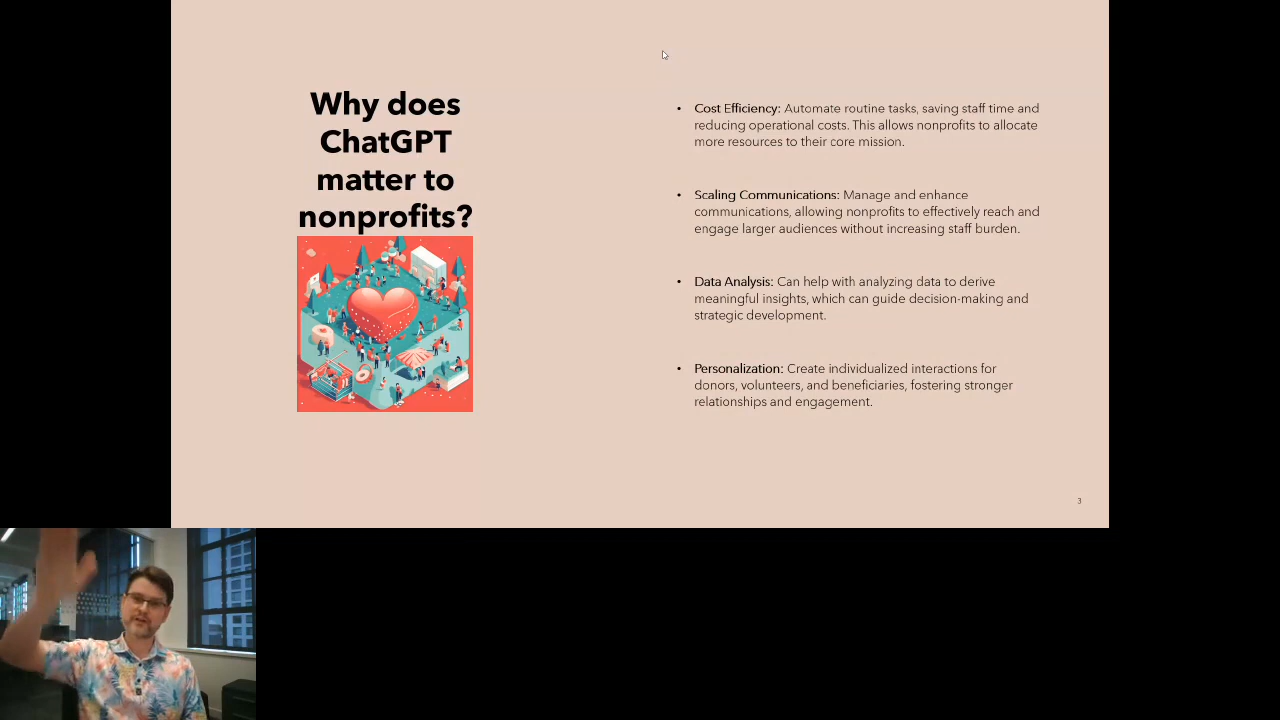 Why does
ChatGPT
matter to
nonprofits?
• Cost Efficiency: Automate routine tasks, saving staff time and
reducing operational costs. This allows nonprofits to allocate
more resources to their core mission.
• Scaling Communications: Manage and enhance
communications, allowing nonprofits to effectively reach and
engage larger audiences without increasing staff burden.
• Data Analysis: Can help with analyzing data to derive
meaningful insights, which can guide decision-making and
strategic development.
• Personalization: Create individualized interactions for
donors, volunteers, and beneficiaries, fostering stronger
relationships and engagement.
3